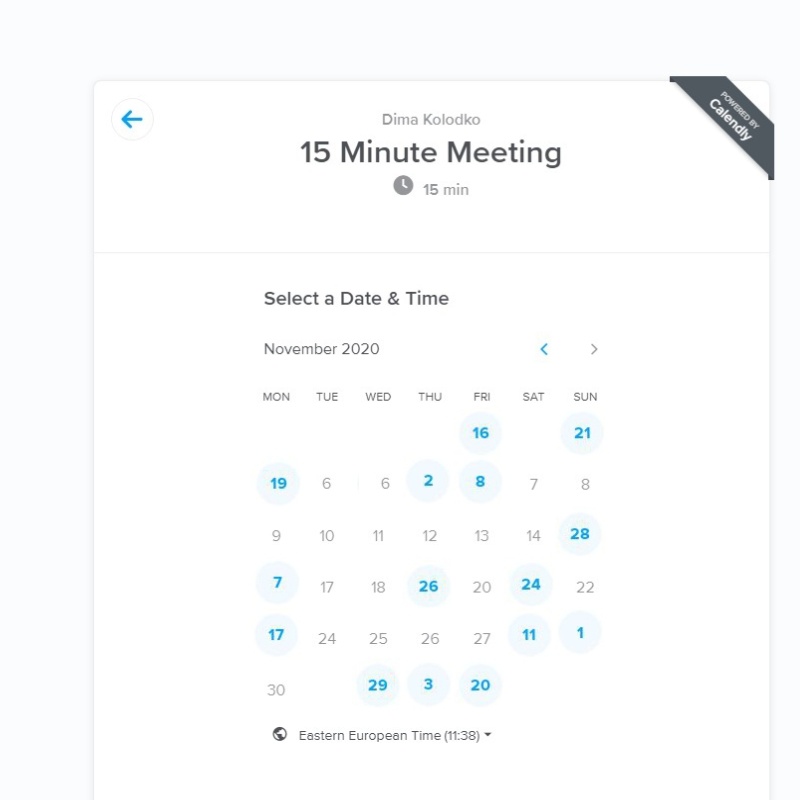 POWERED BY
Calendly
Dima Kolodko
15 Minute Meeting
15 min
Select a Date & Time
November 2020
MON TUE WED THU FRI SAT SUN
16 21
19 6 6 2 8 7 8
9 10 11 12 13 14 28
7 17 18 26 20 24 22
17 24 25 26 27 11 1
30 29 3 20
Eastern European Time (11:38)